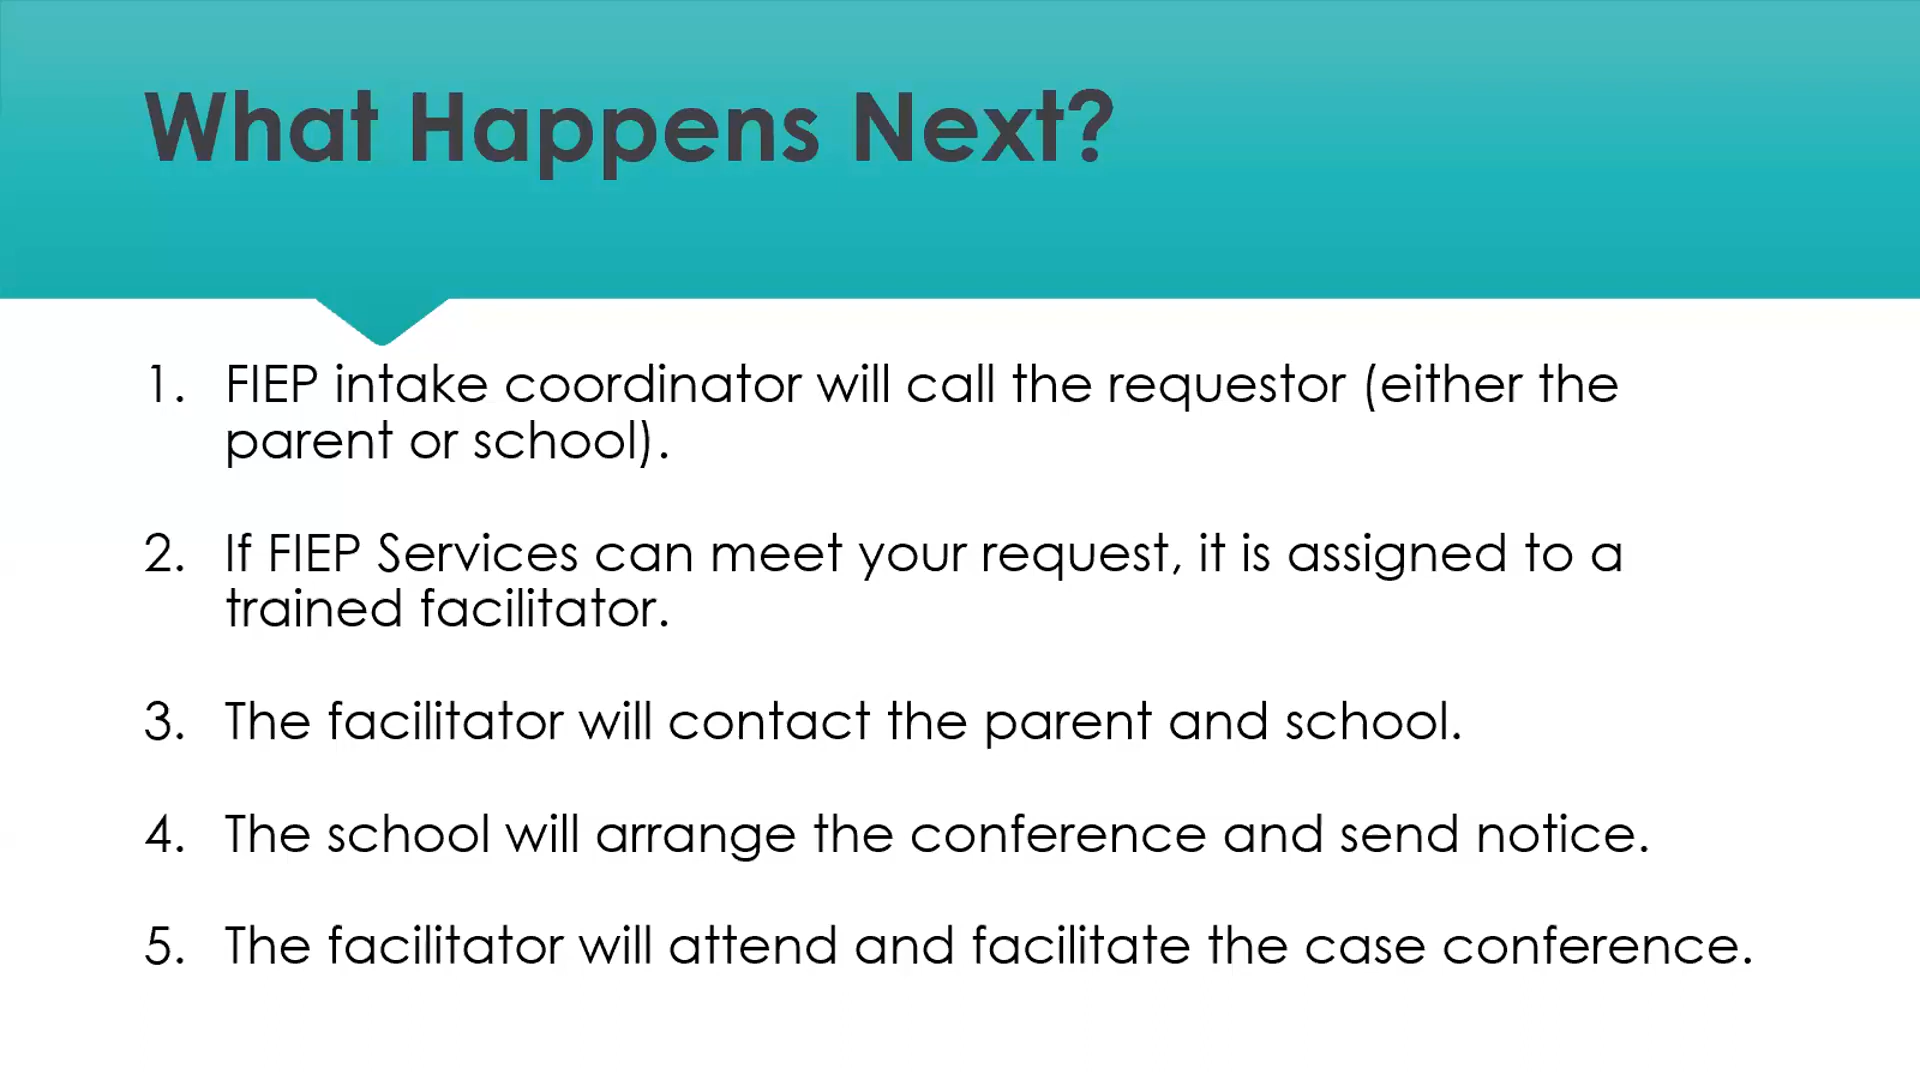 What Happens Next?
1. FIEP intake coordinator will call the requestor (either the
parent or school).
2. If FIEP Services can meet your request, it is assigned to a
trained facilitator.
3. The facilitator will contact the parent and school.
4. The school will arrange the conference and send notice.
5. The facilitator will attend and facilitate the case conference.